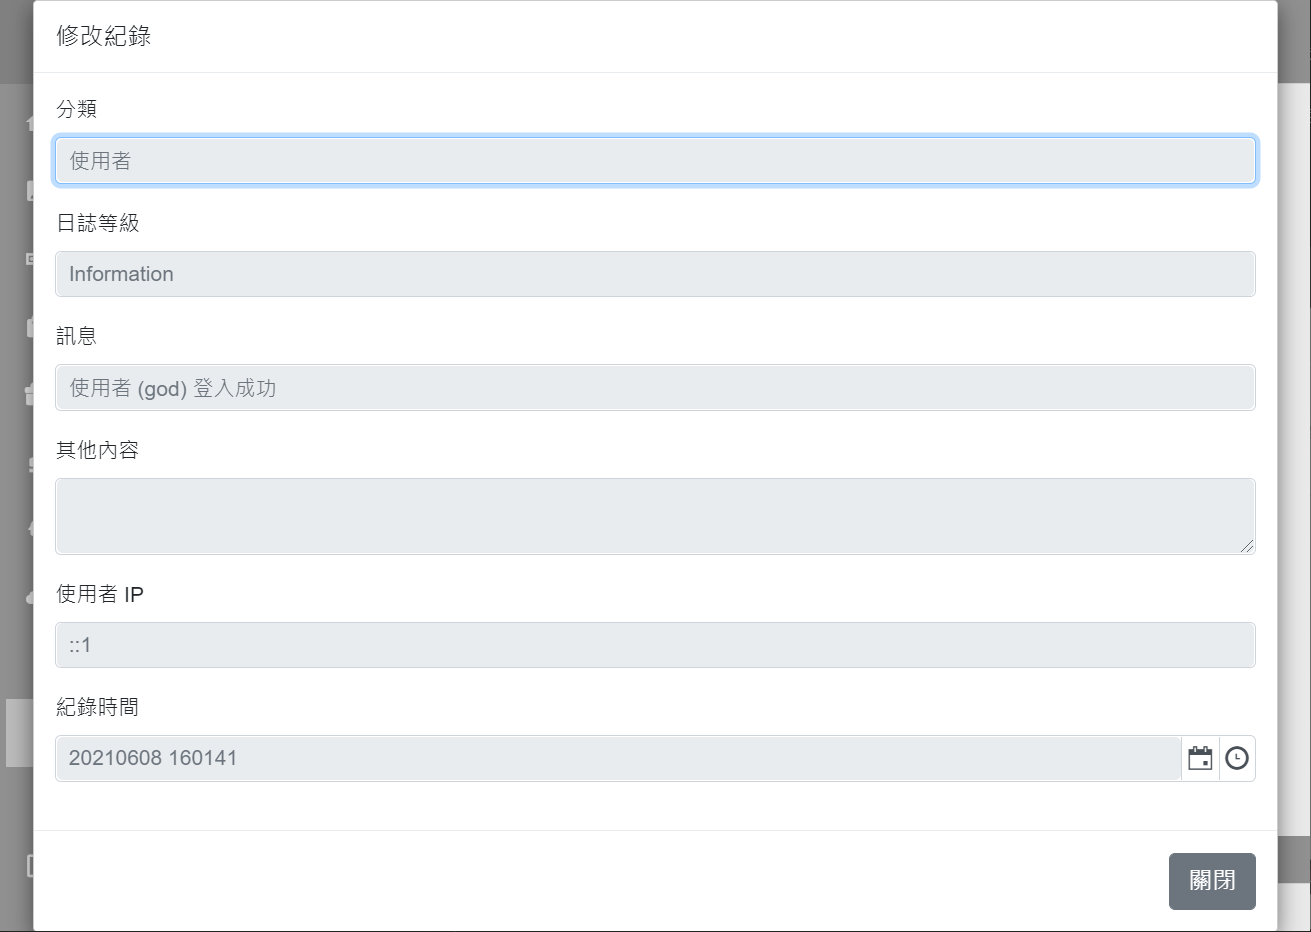 修改紀錄
分類
使用者
日誌等級
Information
訊息
使用者 (god) 登入成功
其他內容
使用者 IP
::1
紀錄時間
20210608 160141
關閉